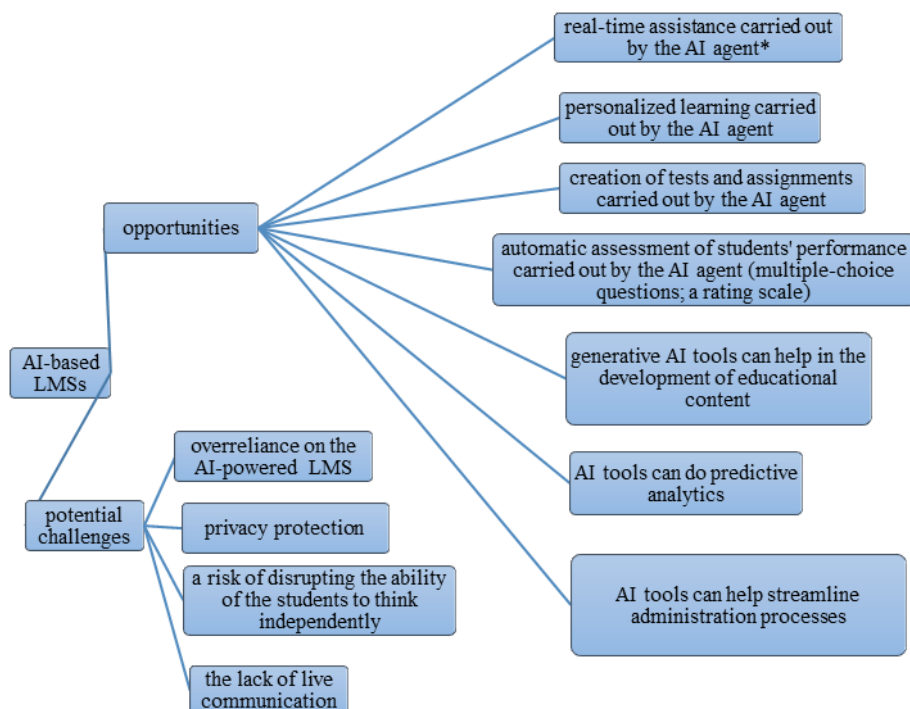 real-time assistance carried out
by the AI agent*
personalized learning carried
out by the AI agent
creation of tests and assignments
carried out by the AI agent
opportunities
automatic assessment of students' performance
carried out by the AI agent (multiple-choice
questions; a rating scale)
generative AI tools can help in the
development of educational
content
AI-based
LMSs
AI tools can do predictive
analytics
AI tools can help streamline
administration processes
potential
challenges
overreliance on the
AI-powered LMS
privacy protection
a risk of disrupting the ability
of the students to think
independently
the lack of live
communication